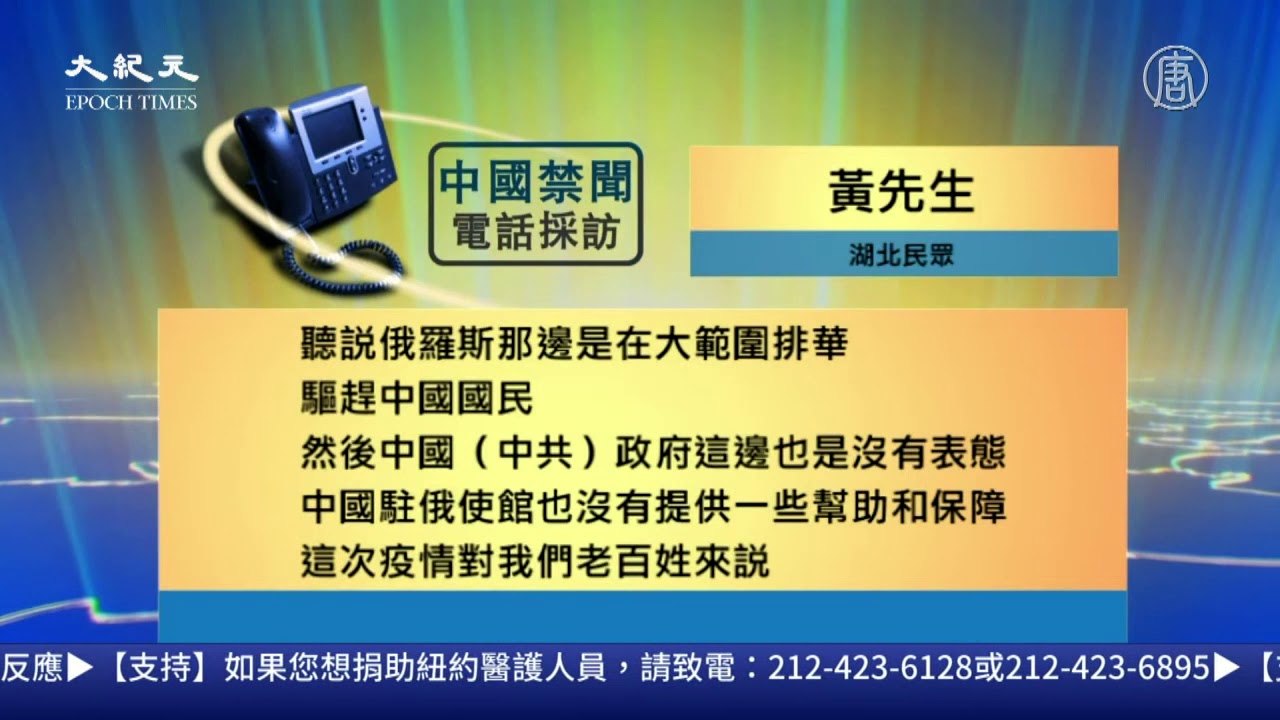 大紀元
EPOCH TIMES
唐
中國禁聞
電話採訪
黃先生
湖北民眾
聽説俄羅斯那邊是在大範圍排華
驅趕中國國民
然後中國（中共）政府這邊也是沒有表態
中國駐俄使館也沒有提供一些幫助和保障
這次疫情對我們老百姓來説
反應▶【支持】如果您想捐助紐約醫護人員，請致電：212-423-6128或212-423-6895▶【